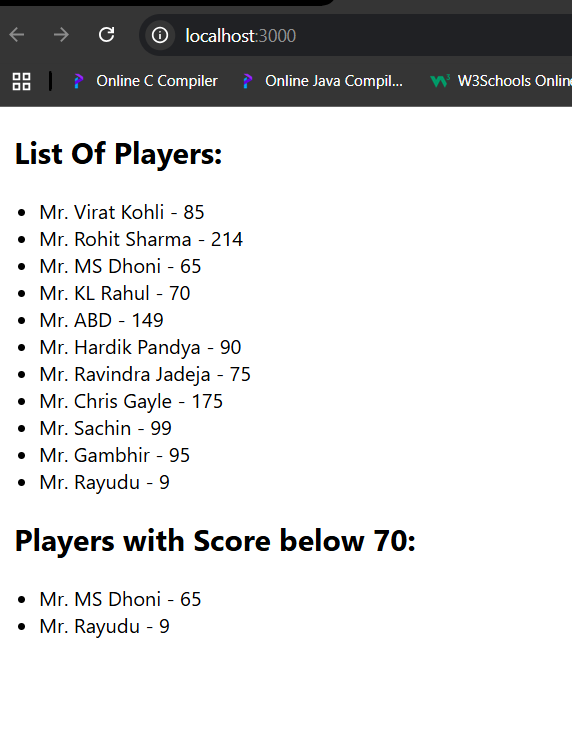 localhost:3000
Online C Compiler Online Java Compil... W3Schools Onlin
List Of Players:
Mr. Virat Kohli - 85
Mr. Rohit Sharma - 214
Mr. MS Dhoni - 65
Mr. KL Rahul - 70
Mr. ABD - 149
Mr. Hardik Pandya - 90
Mr. Ravindra Jadeja - 75
Mr. Chris Gayle - 175
Mr. Sachin - 99
Mr. Gambhir - 95
Mr. Rayudu - 9
Players with Score below 70:
Mr. MS Dhoni - 65
Mr. Rayudu - 9